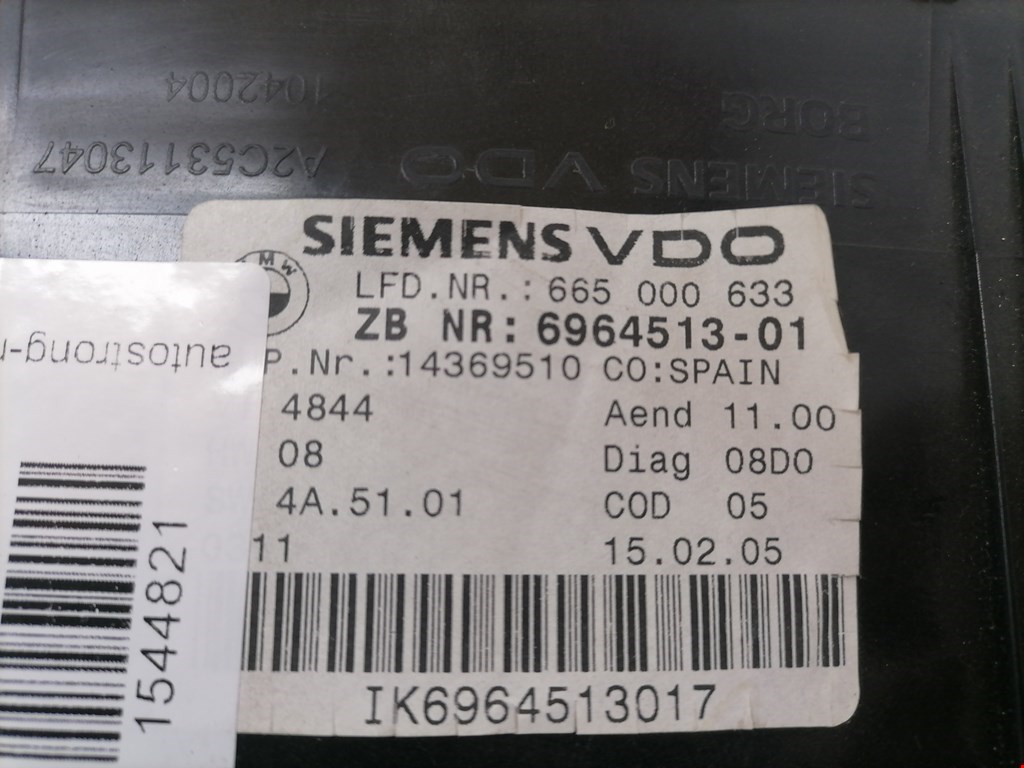 1042004
A2C53113047
BORG
SIEMENS VDO
SIEMENS VDO
BMW
LFD.NR.: 665 000 633
ZB NR: 6964513-01
P.Nr.:14369510 CO:SPAIN
4844 Aend 11.00
08 Diag 08D0
4A.51.01 COD 05
11 15.02.05
IK6964513017
autostrong-
1544821